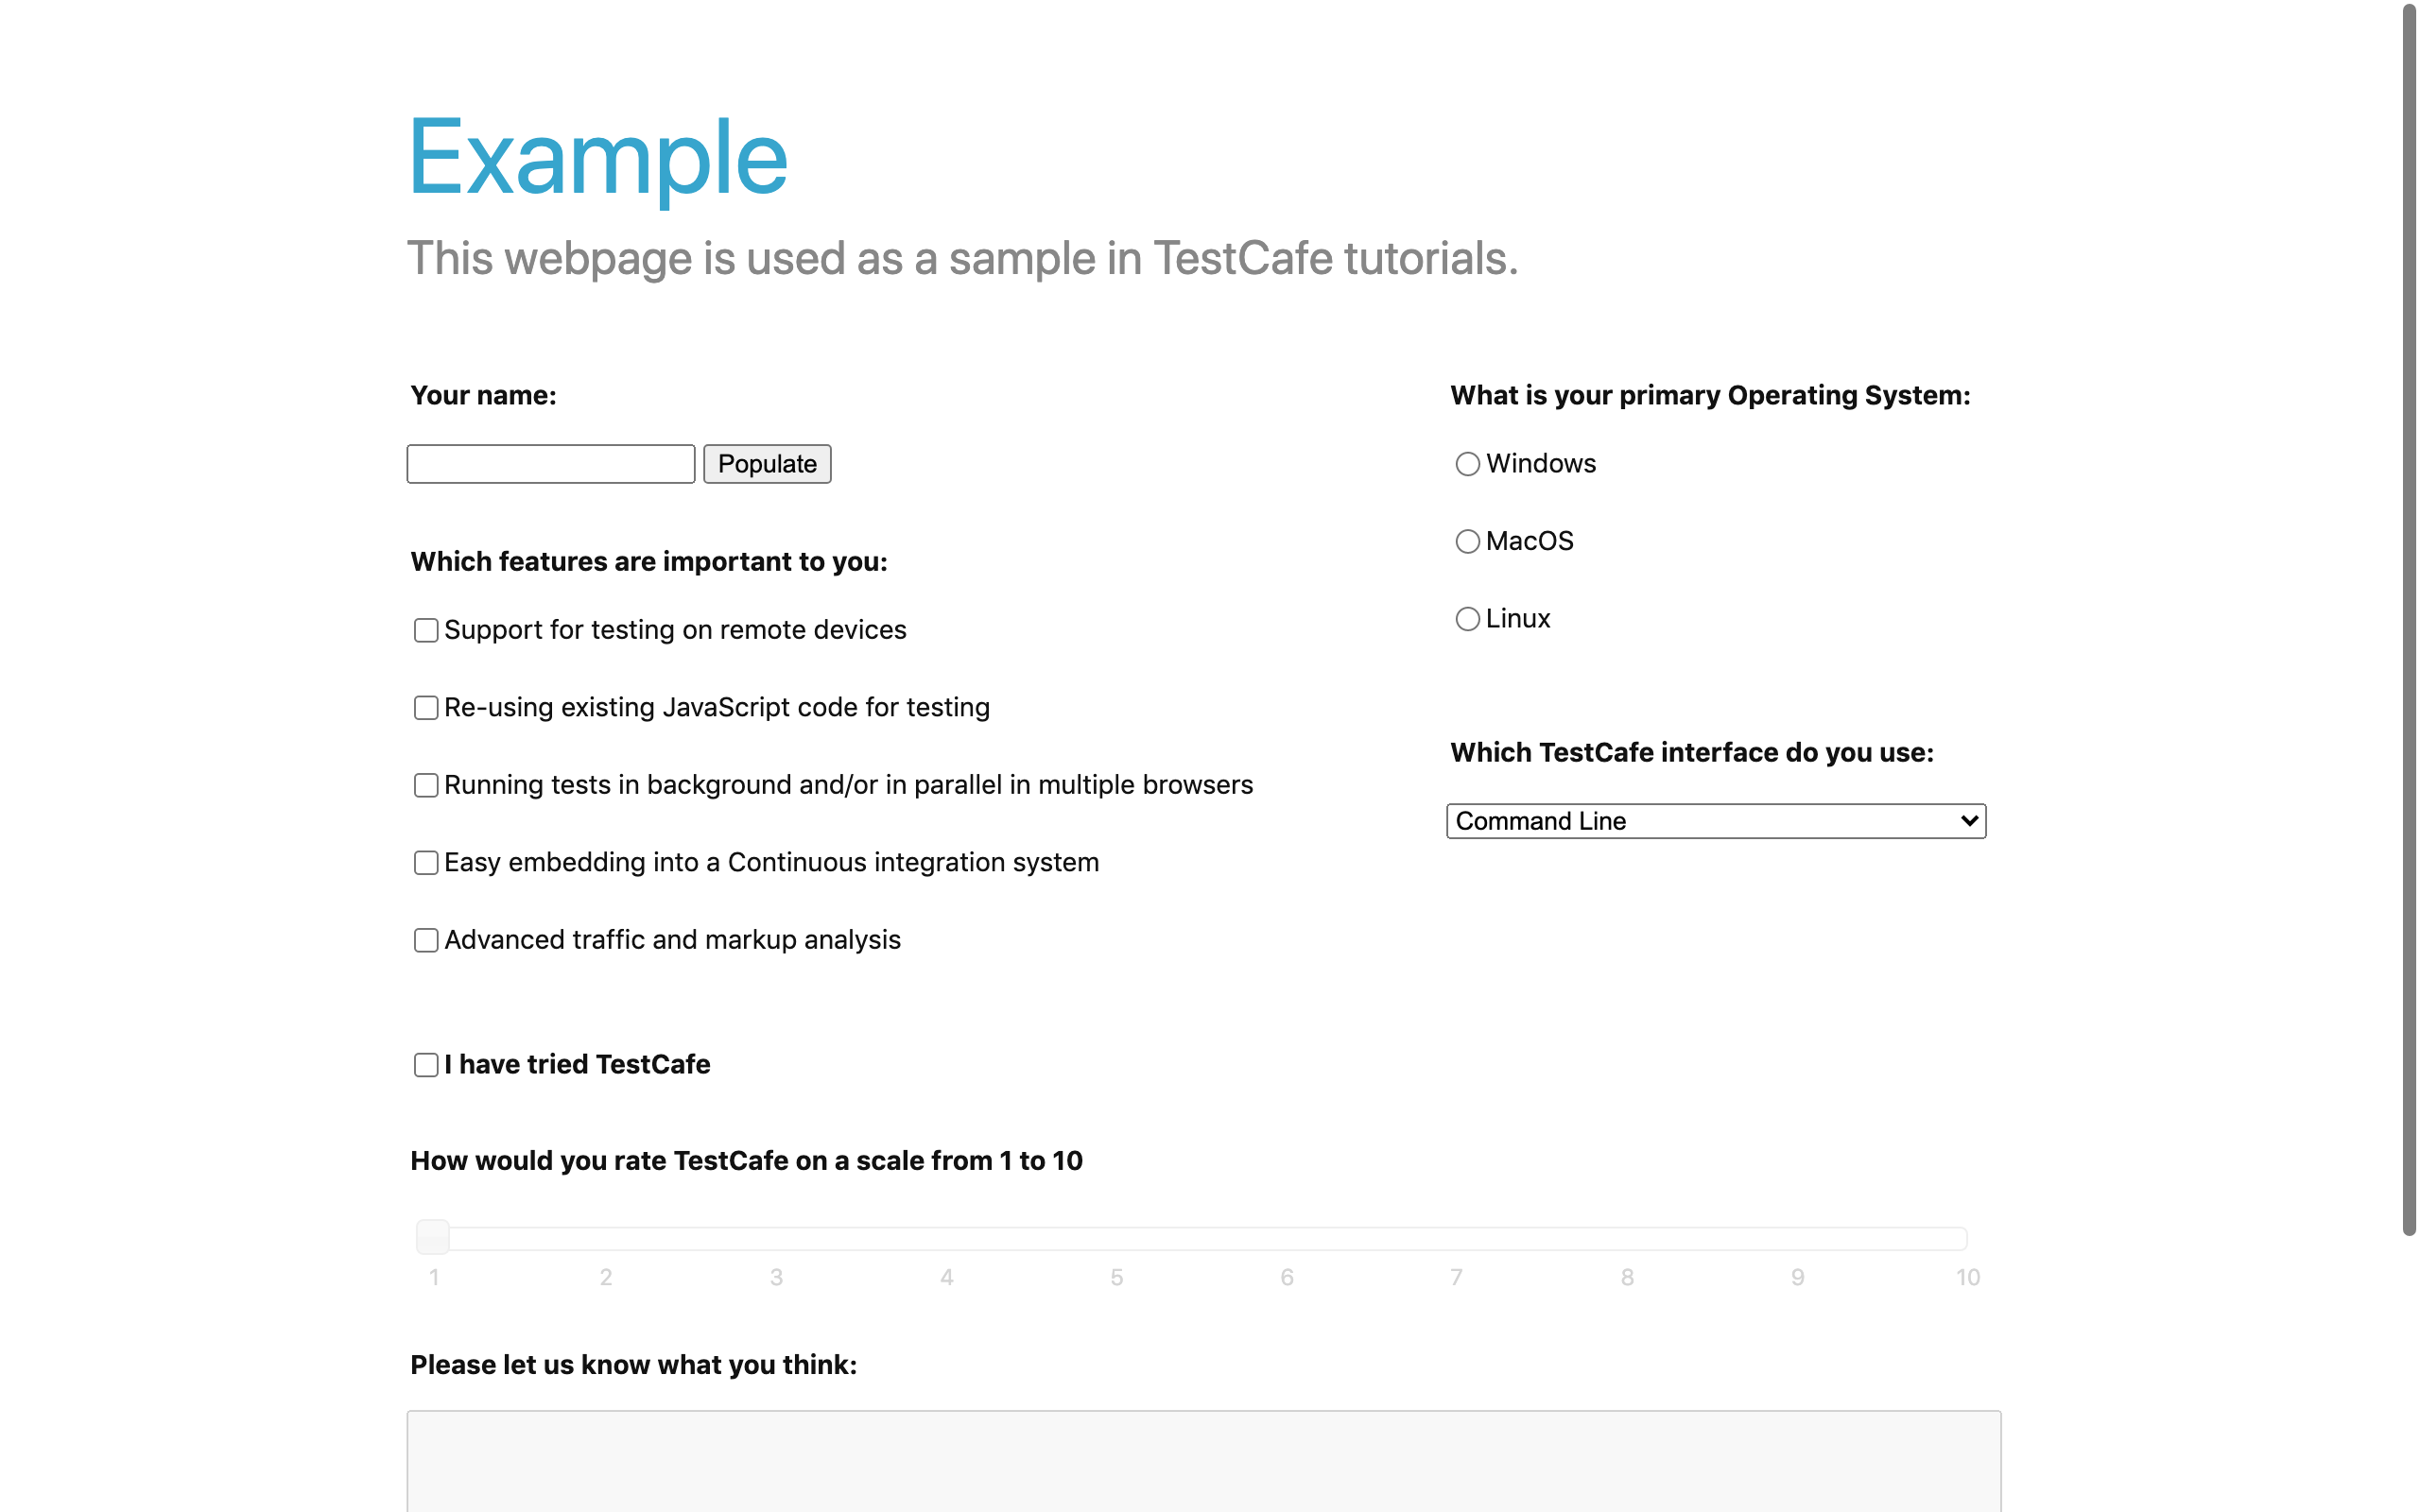 Example
This webpage is used as a sample in TestCafe tutorials.
Your name:
Populate
Which features are important to you:
Support for testing on remote devices
Re-using existing JavaScript code for testing
Running tests in background and/or in parallel in multiple browsers
Easy embedding into a Continuous integration system
Advanced traffic and markup analysis
What is your primary Operating System:
Windows
MacOS
Linux
Which TestCafe interface do you use:
Command Line
I have tried TestCafe
How would you rate TestCafe on a scale from 1 to 10
1 2 3 4 5 6 7 8 9 10
Please let us know what you think: